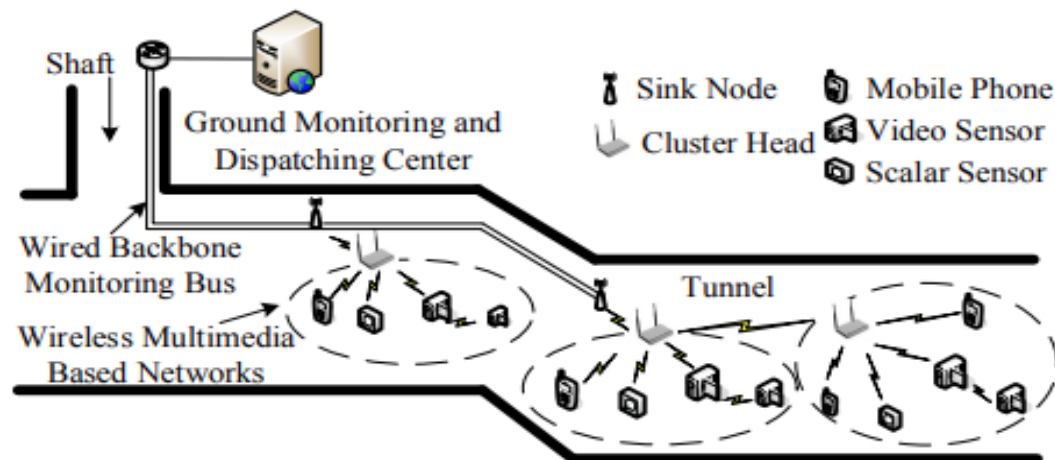 Shaft
Ground Monitoring and
Dispatching Center
Sink Node
Cluster Head
Mobile Phone
Video Sensor
Scalar Sensor
Wired Backbone
Monitoring Bus
Wireless Multimedia
Based Networks
Tunnel